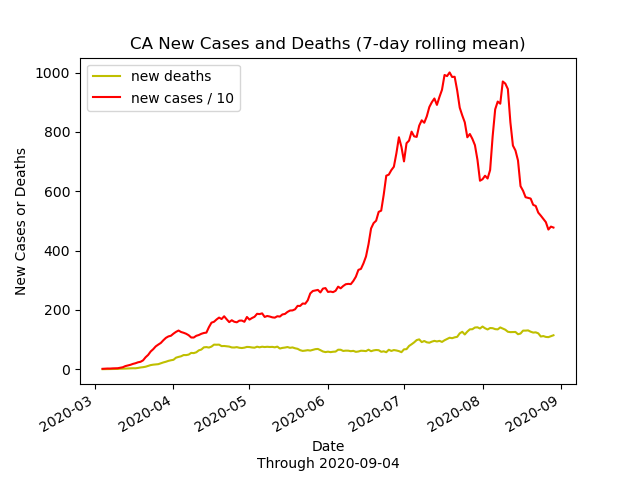 CA New Cases and Deaths (7-day rolling mean)
new deaths
new cases / 10
1000
800
600
400
200
0
New Cases or Deaths
2020-03
2020-04
2020-05
2020-06
2020-07
2020-08
2020-09
Date
Through 2020-09-04